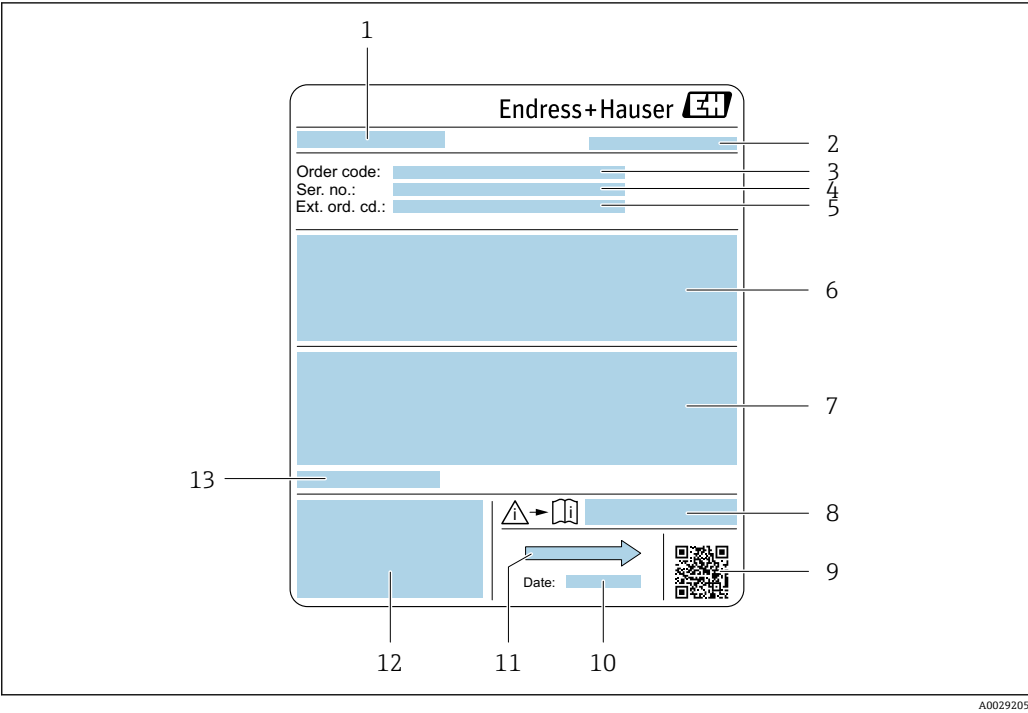 1
Endress+Hauser EH
2
Order code:
3
Ser. no.:
4
Ext. ord. cd.:
5
6
7
13
i i
8
9
Date:
12
11
10
A0029205